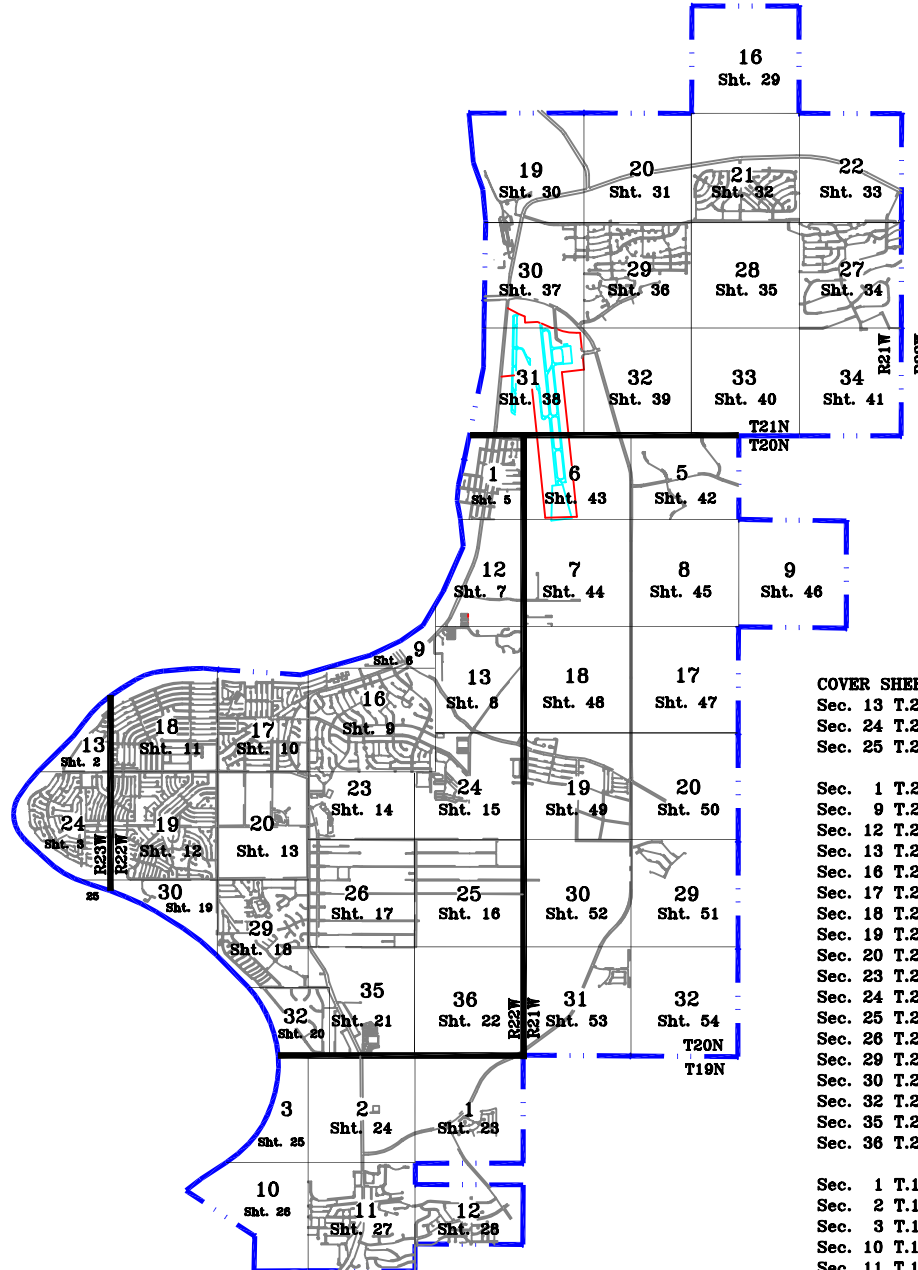 16
Sht. 29
19
Sht. 30
20
Sht. 31
21
Sht. 32
22
Sht. 33
30
Sht. 37
29
Sht. 36
28
Sht. 35
27
Sht. 34
R21W
31
Sht. 38
32
Sht. 39
33
Sht. 40
34
Sht. 41
T21N
T20N
1
Sht. 5
6
Sht. 43
5
Sht. 42
12
Sht. 7
7
Sht. 44
8
Sht. 45
9
Sht. 46
9
Sht. 6
13
Sht. 8
18
Sht. 48
17
Sht. 47
16
Sht. 9
13
Sht. 2
18
Sht. 11
17
Sht. 10
23
Sht. 14
24
Sht. 15
19
Sht. 49
20
Sht. 50
24
Sht. 3
R23W
R22W
19
Sht. 12
20
Sht. 13
25
30
Sht. 19
29
Sht. 18
26
Sht. 17
25
Sht. 16
30
Sht. 52
29
Sht. 51
32
Sht. 20
35
Sht. 21
36
Sht. 22
R22W
R21W
31
Sht. 53
32
Sht. 54
T20N
T19N
3
Sht. 25
2
Sht. 24
1
Sht. 23
10
Sht. 26
11
Sht. 27
12
Sht. 28
COVER SHEE
Sec. 13 T.2
Sec. 24 T.2
Sec. 25 T.2
Sec. 1 T.2
Sec. 9 T.2
Sec. 12 T.2
Sec. 13 T.2
Sec. 16 T.2
Sec. 17 T.2
Sec. 18 T.2
Sec. 19 T.2
Sec. 20 T.2
Sec. 23 T.2
Sec. 24 T.2
Sec. 25 T.2
Sec. 26 T.2
Sec. 29 T.2
Sec. 30 T.2
Sec. 32 T.2
Sec. 35 T.2
Sec. 36 T.2
Sec. 1 T.1
Sec. 2 T.1
Sec. 3 T.1
Sec. 10 T.1
Sec. 11 T.1